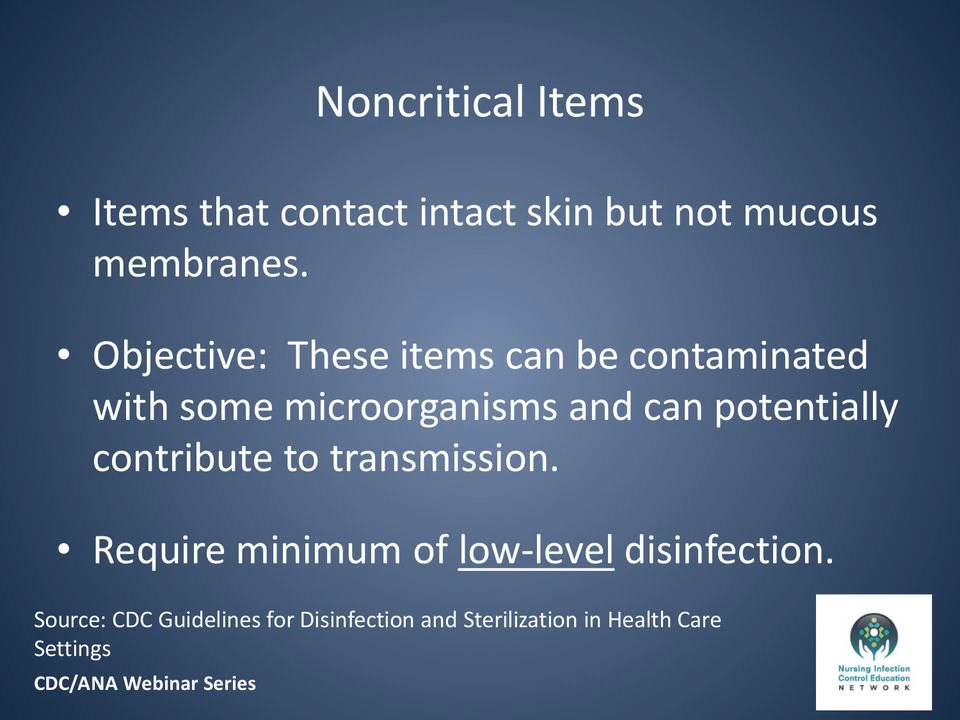 Noncritical Items
• Items that contact intact skin but not mucous
membranes.
• Objective:  These items can be contaminated
with some microorganisms and can potentially
contribute to transmission.
• Require minimum of low-level disinfection.
Source: CDC Guidelines for Disinfection and Sterilization in Health Care
Settings
CDC/ANA Webinar Series
Nursing Infection
Control Education
NETWORK